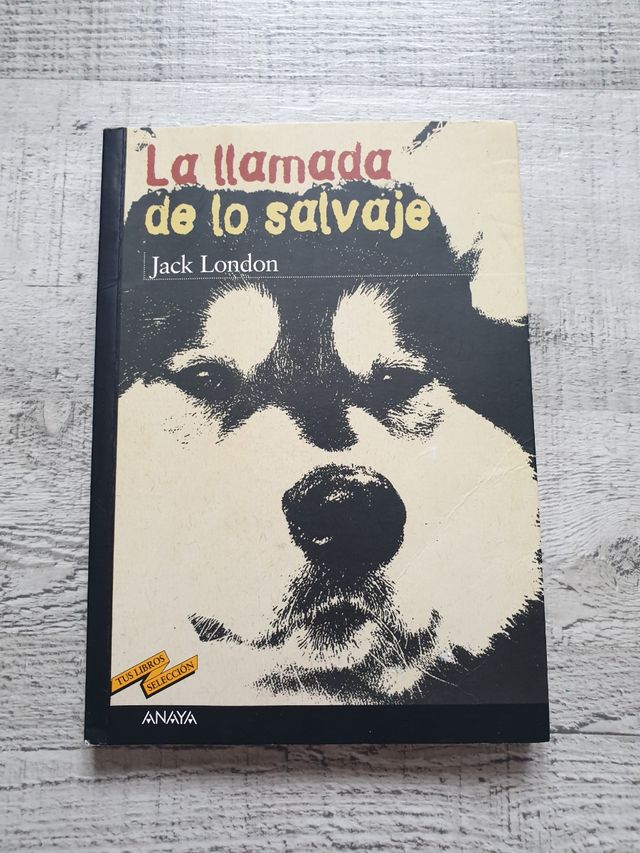 La llamada
de lo salvaje
Jack London
TUS LIBROS
SELECCIÓN
ANAYA